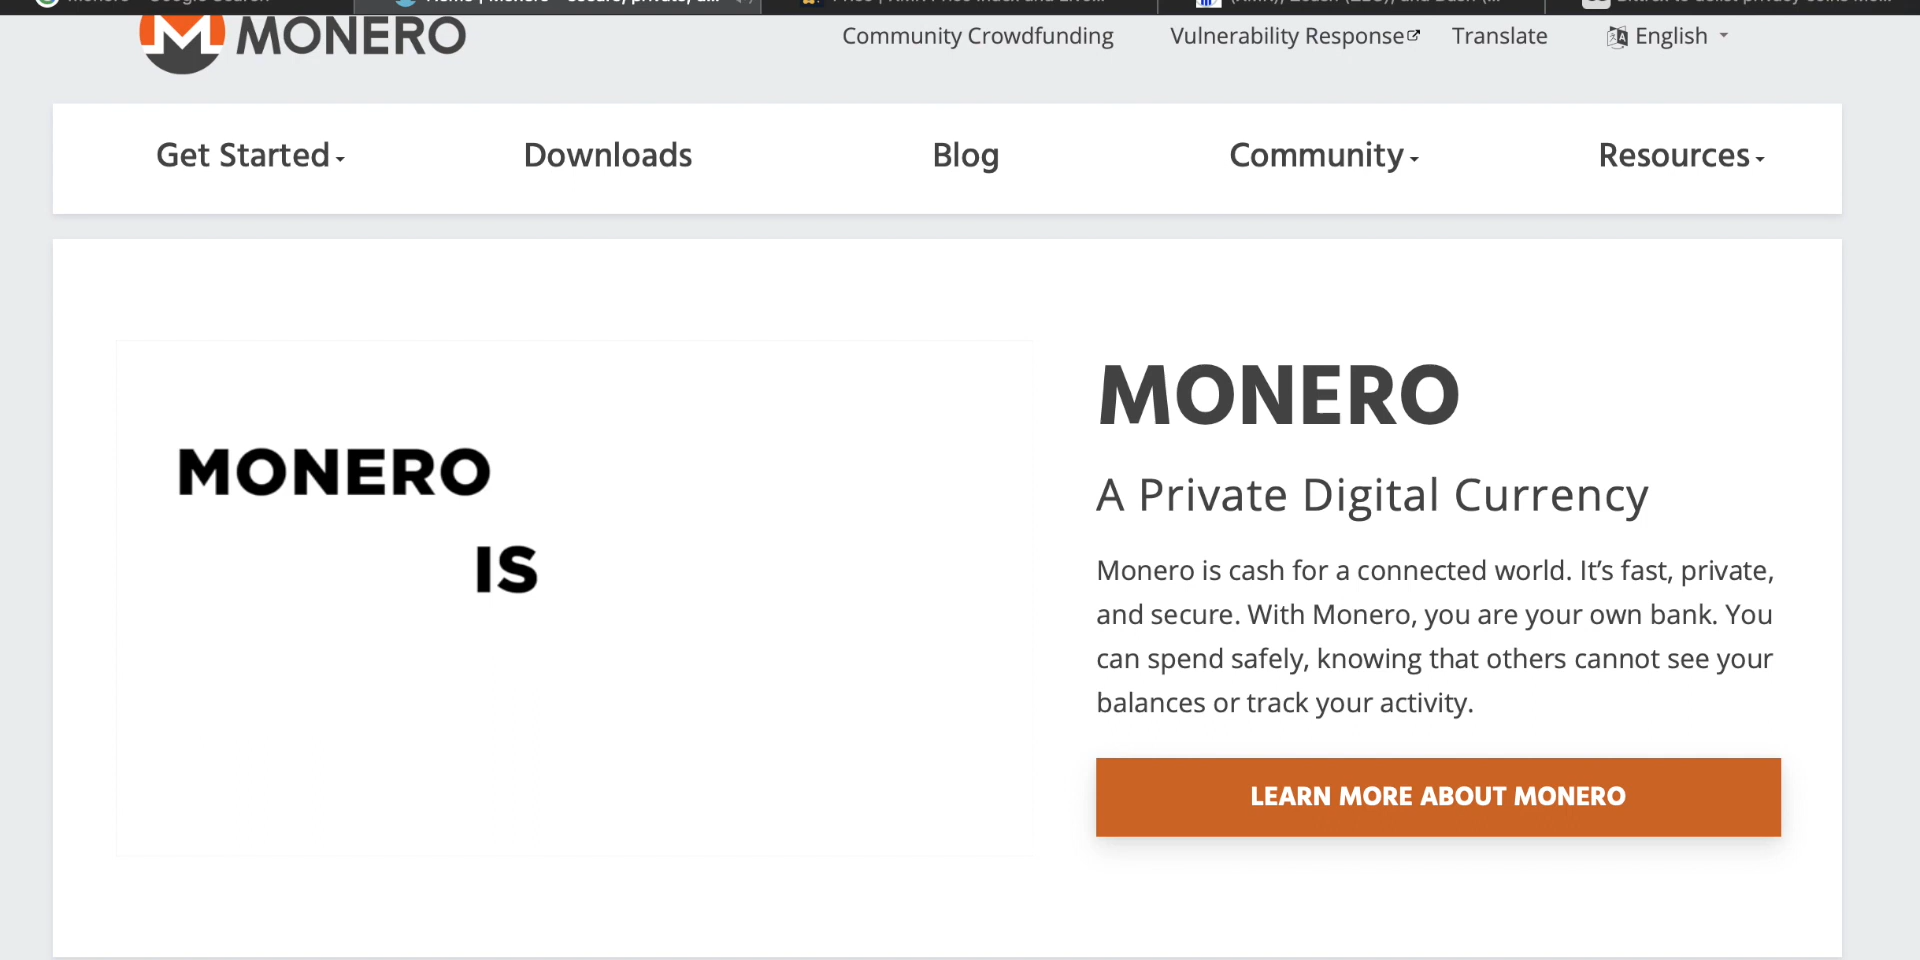 MONERO
Community Crowdfunding
Vulnerability Response
Translate
English
Get Started
Downloads
Blog
Community
Resources
MONERO
IS
MONERO
A Private Digital Currency
Monero is cash for a connected world. It’s fast, private,
and secure. With Monero, you are your own bank. You
can spend safely, knowing that others cannot see your
balances or track your activity.
LEARN MORE ABOUT MONERO